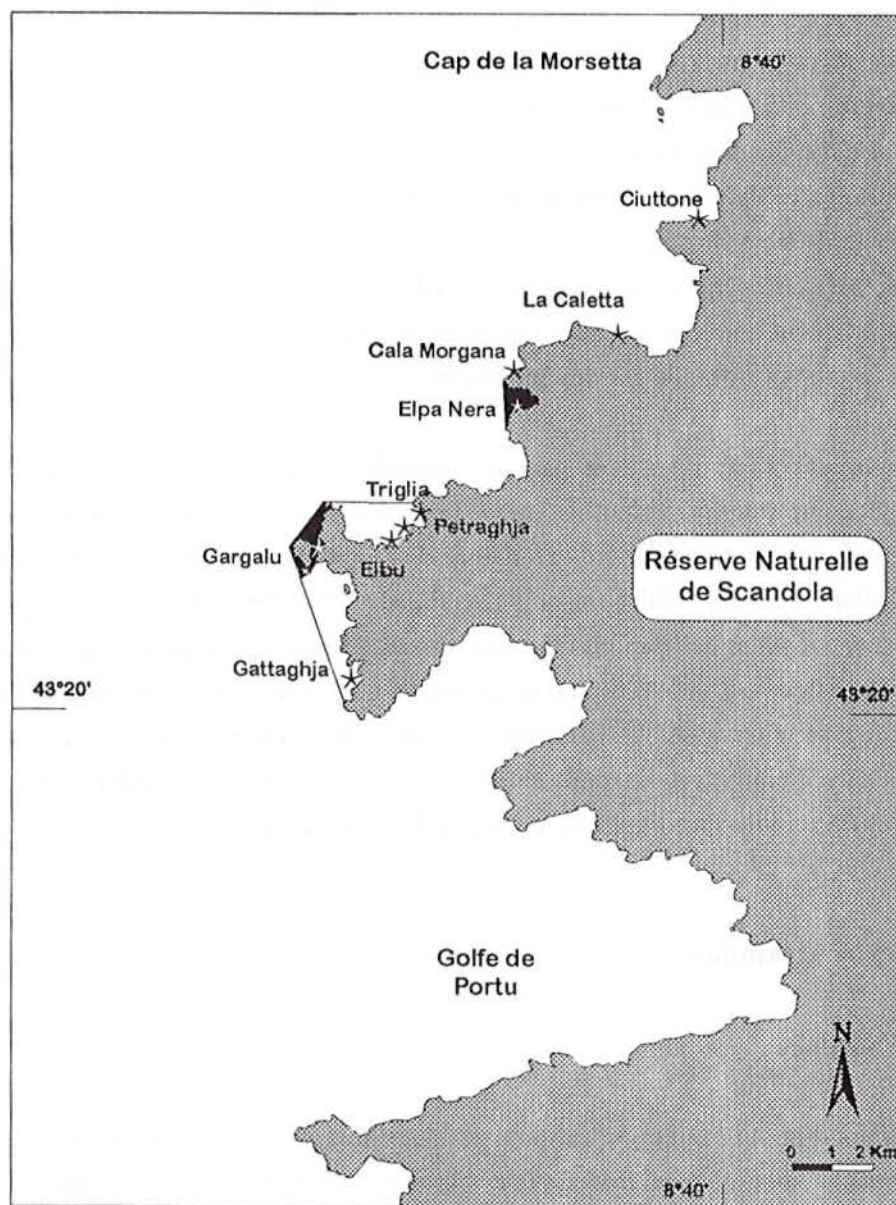 Cap de la Morsetta
8°40'
Ciuttone
La Caletta
Cala Morgana
Elpa Nera
Triglia
Petraghja
Gargalu
Elbu
Réserve Naturelle
de Scandola
Gattaghja
43°20'
43°20'
Golfe de
Portu
N
0 1 2 Km
8°40'